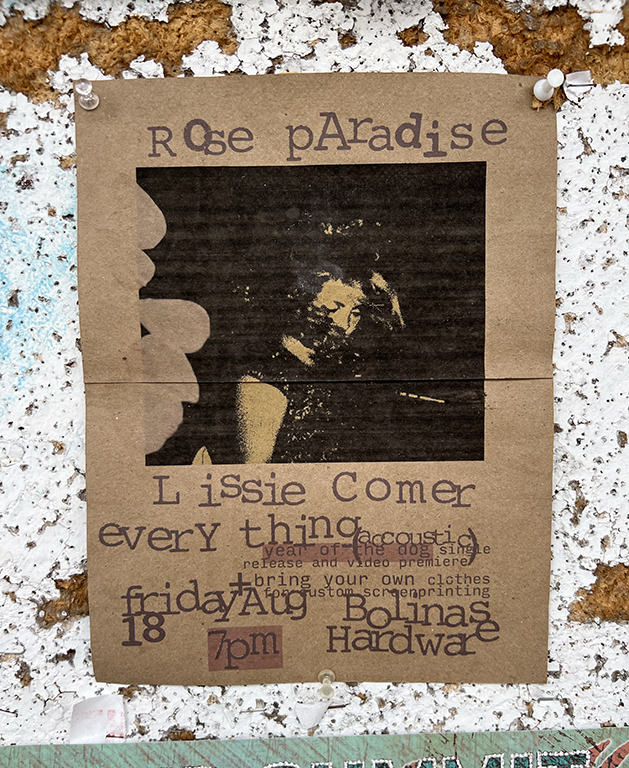 Rose pAradise
Lissie Comer
everY thing (accoustic)
year of the dog single
release and video premiere
+ bring your own clothes
for custom screenprinting
friday Aug
18
7pm
Bolinas
Hardware